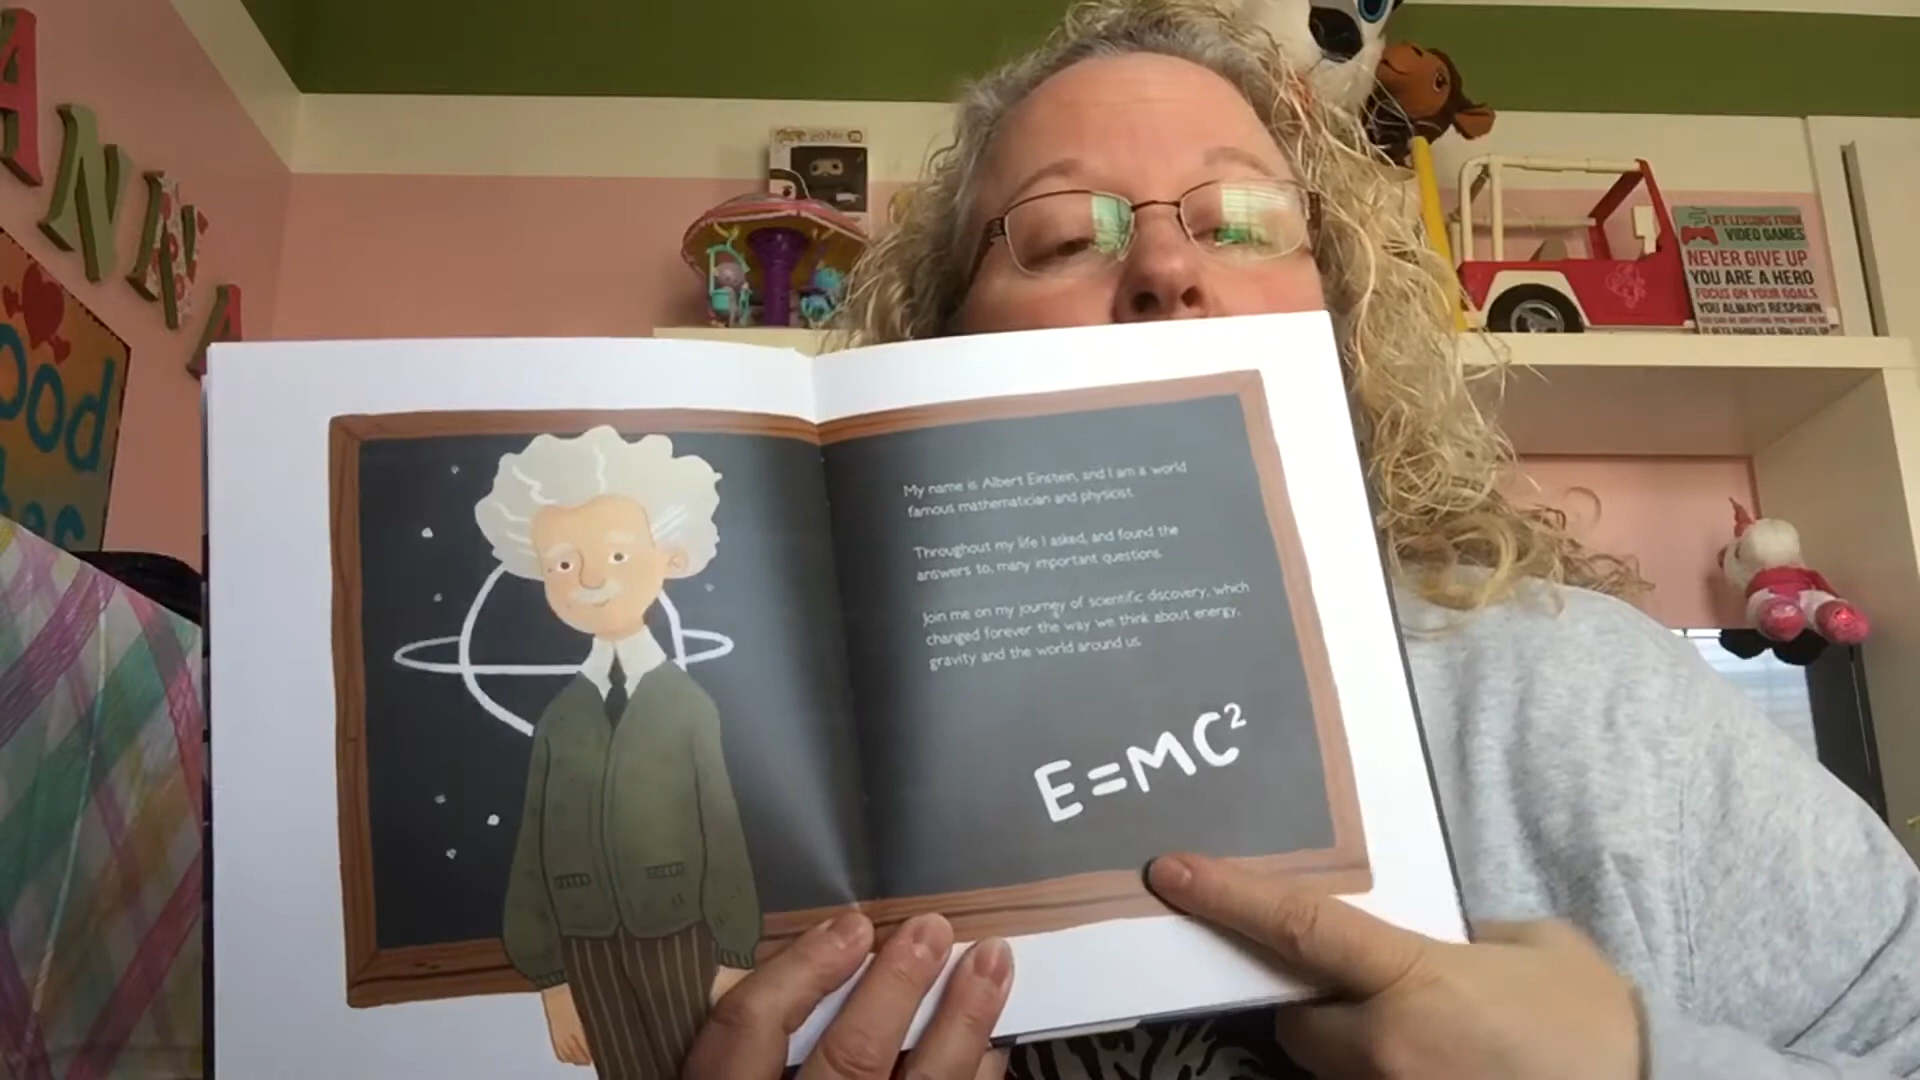 ANNA
ood
LIFE LESSONS FROM
VIDEO GAMES
NEVER GIVE UP
YOU ARE A HERO
FOCUS ON YOUR GOALS
YOU ALWAYS RESPAWN
My name is Albert Einstein, and I am a world
famous mathematician and physicist.
Throughout my life I asked, and found the
answers to, many important questions.
Join me on my journey of scientific discovery, which
changed forever the way we think about energy,
gravity and the world around us.
E=MC²